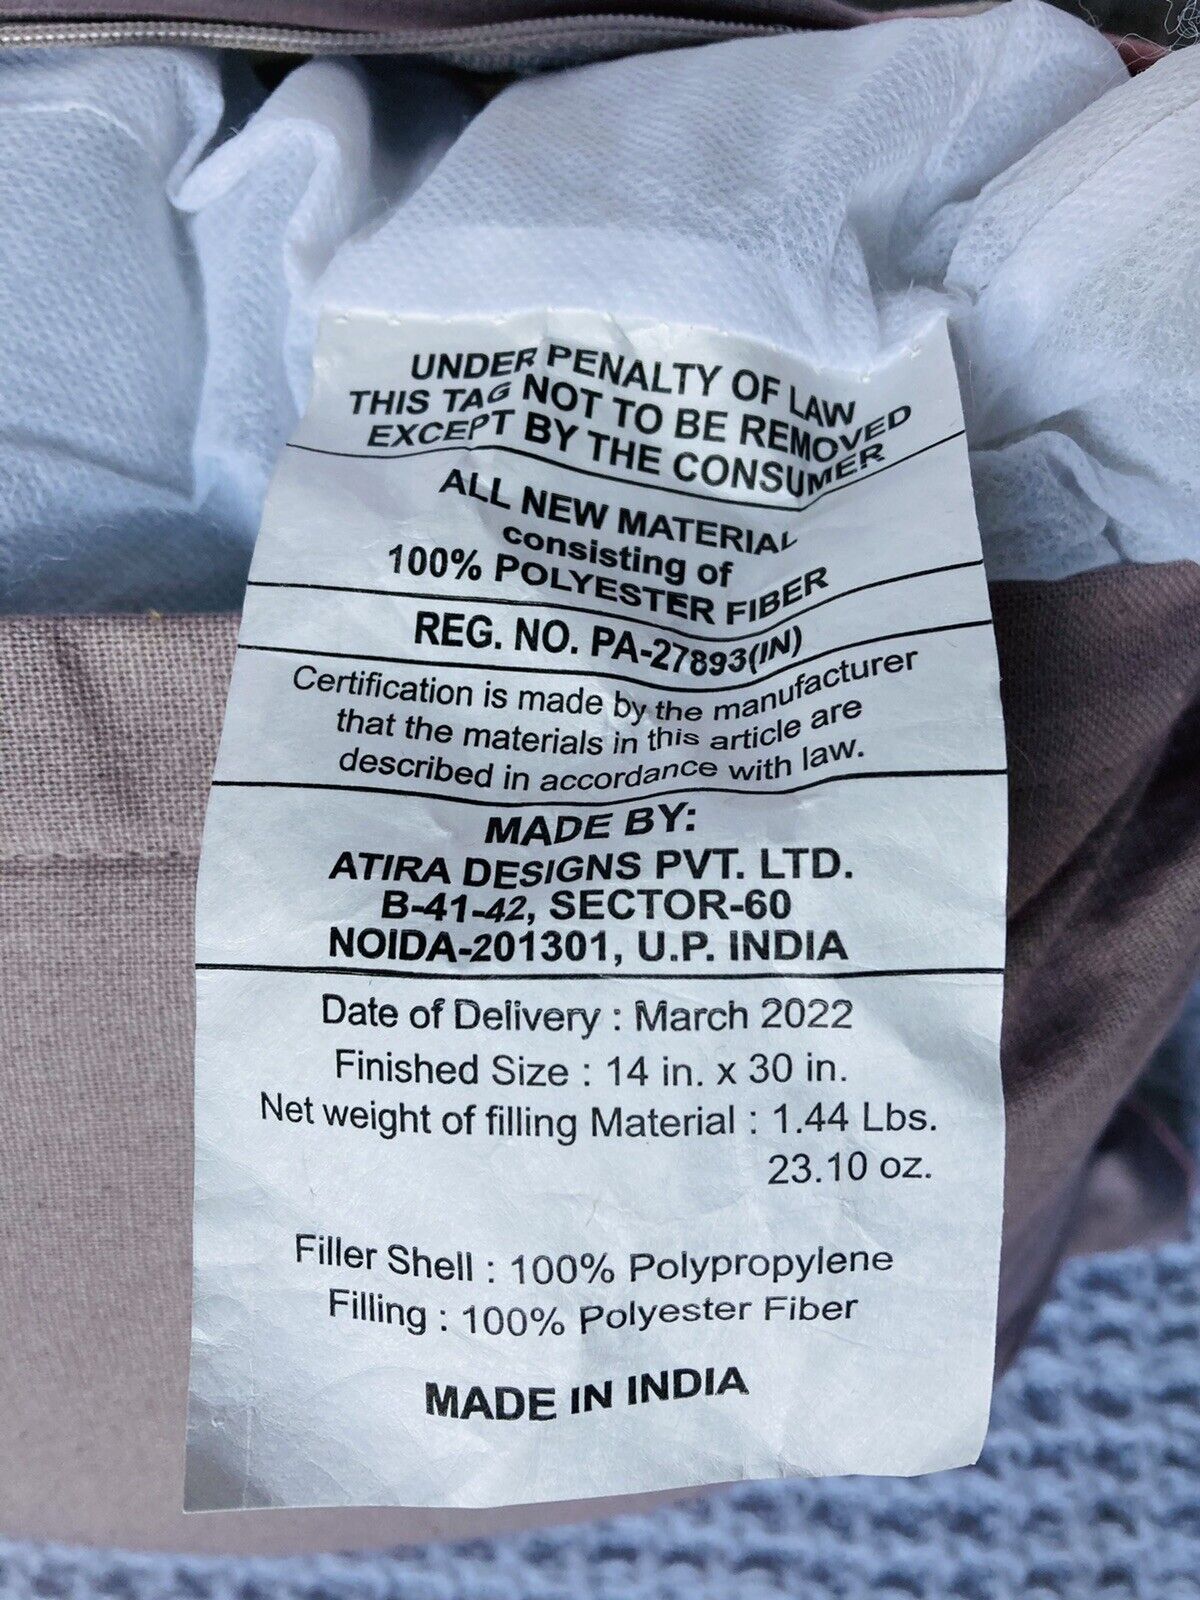 UNDER PENALTY OF LAW
THIS TAG NOT TO BE REMOVED
EXCEPT BY THE CONSUMER
ALL NEW MATERIAL
consisting of
100% POLYESTER FIBER
REG. NO. PA-27893(IN)
Certification is made by the manufacturer
that the materials in this article are
described in accordance with law.
MADE BY:
ATIRA DESIGNS PVT. LTD.
B-41-42, SECTOR-60
NOIDA-201301, U.P. INDIA
Date of Delivery : March 2022
Finished Size : 14 in. x 30 in.
Net weight of filling Material : 1.44 Lbs.
23.10 oz.
Filler Shell : 100% Polypropylene
Filling : 100% Polyester Fiber
MADE IN INDIA